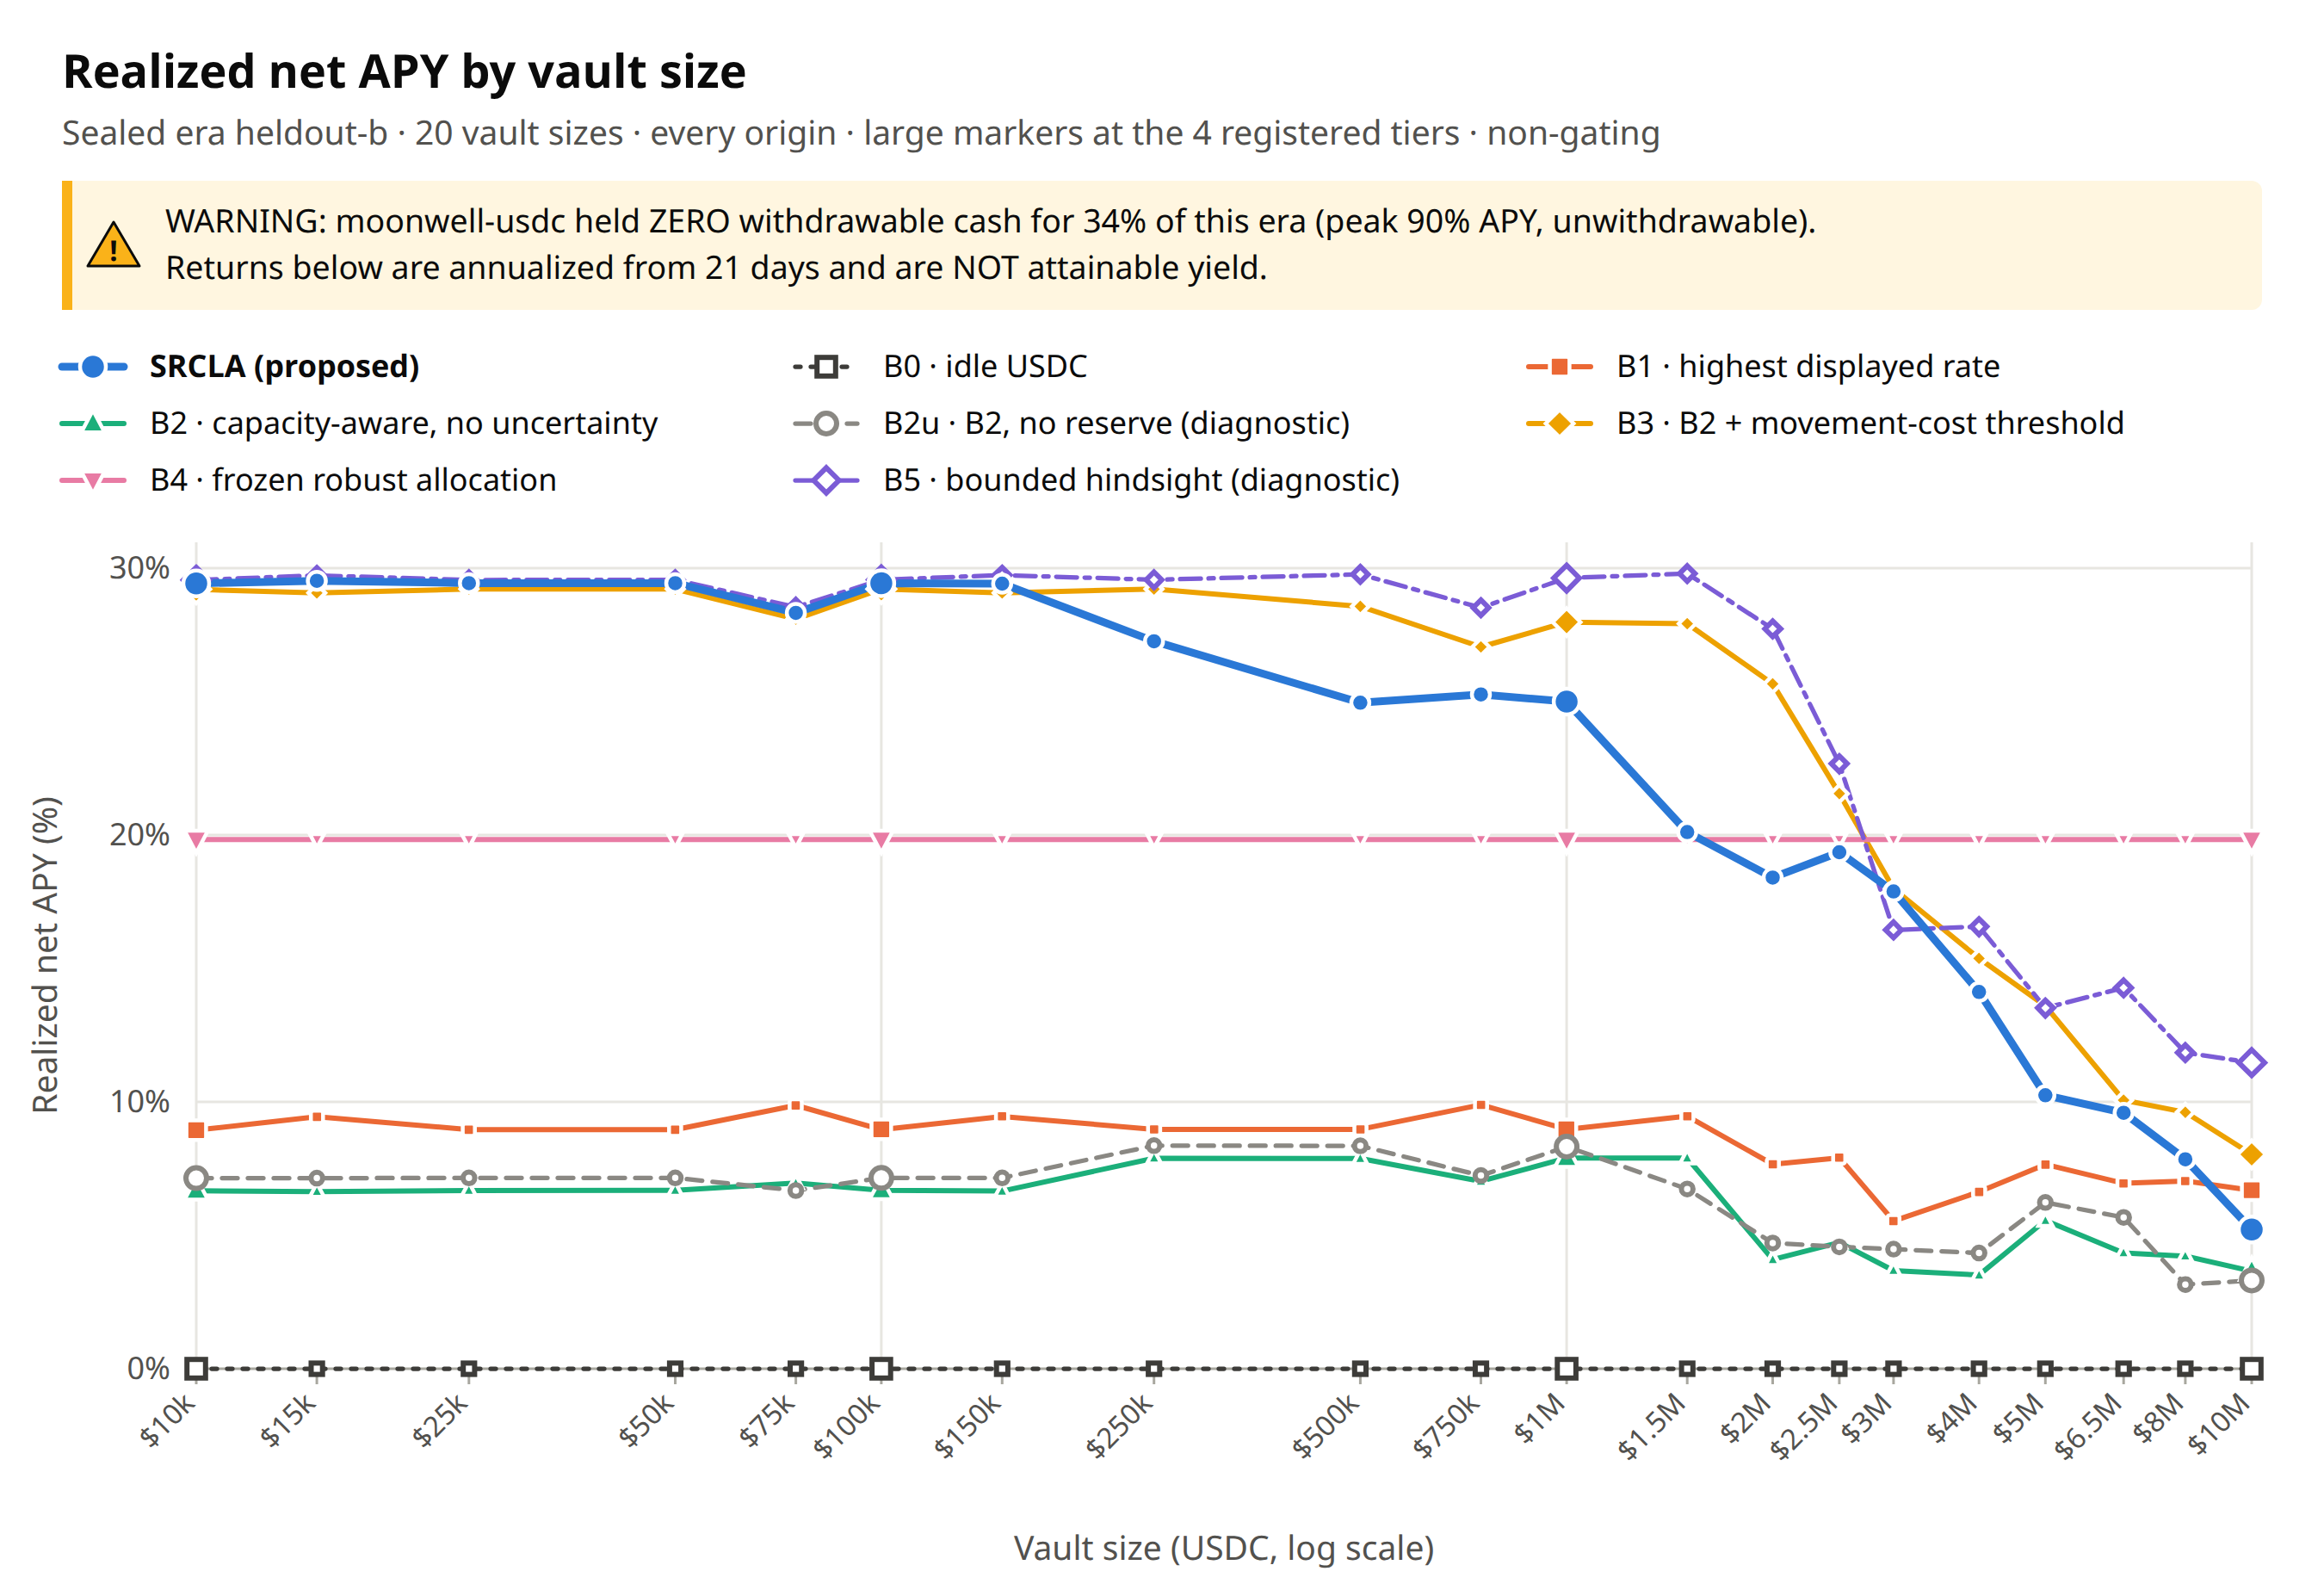 Realized net APY by vault size
Sealed era heldout-b · 20 vault sizes · every origin · large markers at the 4 registered tiers · non-gating
WARNING: moonwell-usdc held ZERO withdrawable cash for 34% of this era (peak 90% APY, unwithdrawable).
Returns below are annualized from 21 days and are NOT attainable yield.
SRCLA (proposed)
B0 · idle USDC
B1 · highest displayed rate
B2 · capacity-aware, no uncertainty
B2u · B2, no reserve (diagnostic)
B3 · B2 + movement-cost threshold
B4 · frozen robust allocation
B5 · bounded hindsight (diagnostic)
Realized net APY (%)
30%
20%
10%
0%
$10k
$15k
$25k
$50k
$75k
$100k
$150k
$250k
$500k
$750k
$1M
$1.5M
$2M
$2.5M
$3M
$4M
$5M
$6.5M
$8M
$10M
Vault size (USDC, log scale)